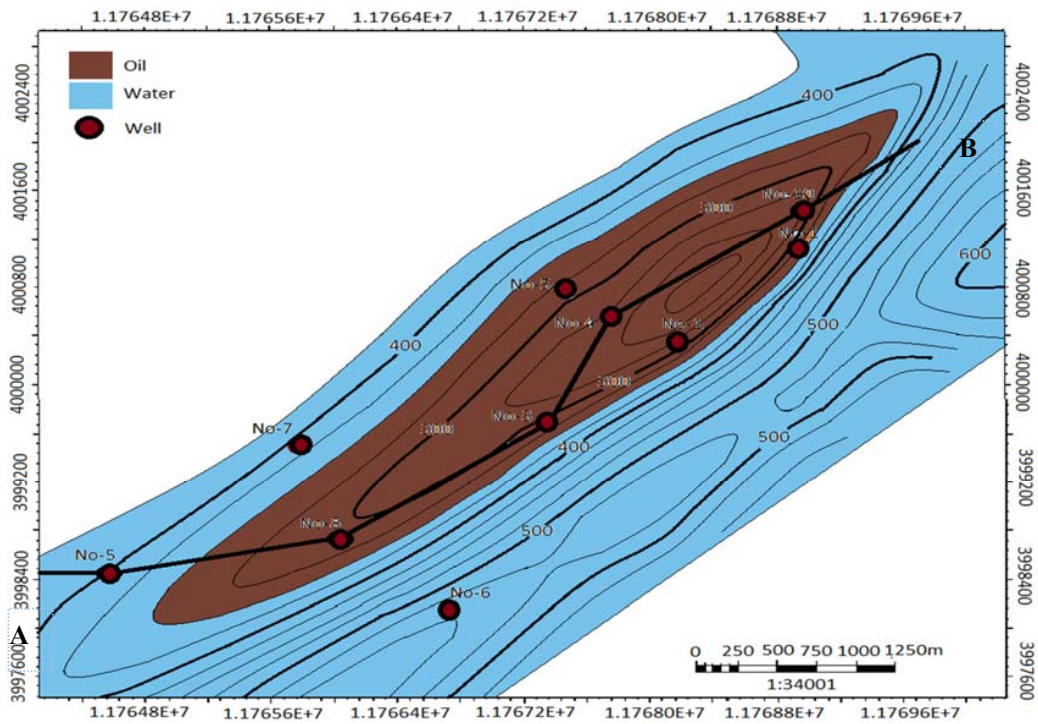 1.17648E+7 1.17656E+7 1.17664E+7 1.17672E+7 1.17680E+7 1.17688E+7 1.17696E+7
Oil
Water
Well
4002400 4001600 4000800 4000000 3999200 3998400 3997600
4002400 4001600 4000800 4000000 3999200 3998400 3997600
400
B
No-10
300
No-1
600
No-5
No-4
No-1
500
400
300
No-3
No-7
300
400
500
No-8
500
No-5
No-6
A
0 250 500 750 1000 1250m
1:34001
1.17648E+7 1.17656E+7 1.17664E+7 1.17672E+7 1.17680E+7 1.17688E+7 1.17696E+7